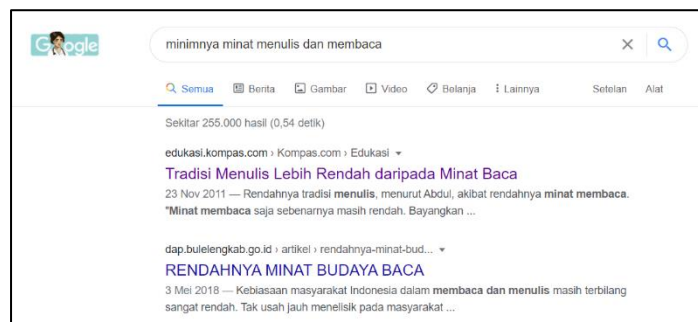 Google
minimnya minat menulis dan membaca
Semua Berita Gambar Video Belanja Lainnya Setelan Alat
Sekitar 255.000 hasil (0,54 detik)
edukasi.kompas.com › Kompas.com › Edukasi
Tradisi Menulis Lebih Rendah daripada Minat Baca
23 Nov 2011 — Rendahnya tradisi menulis, menurut Abdul, akibat rendahnya minat membaca.
"Minat membaca saja sebenarnya masih rendah. Bayangkan ...
dap.bulelengkab.go.id › artikel › rendahnya-minat-bud...
RENDAHNYA MINAT BUDAYA BACA
3 Mei 2018 — Kebiasaan masyarakat Indonesia dalam membaca dan menulis masih terbilang
sangat rendah. Tak usah jauh menelisik pada masyarakat ...